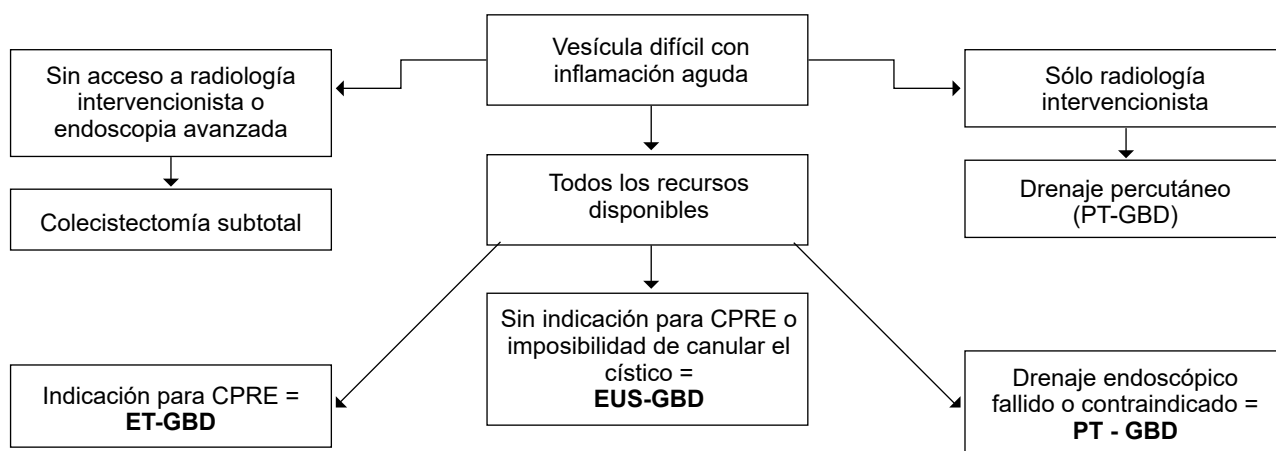 Vesícula difícil con
inflamación aguda
Sin acceso a radiología
intervencionista o
endoscopia avanzada
Sólo radiología
intervencionista
Colecistectomía subtotal
Todos los recursos
disponibles
Drenaje percutáneo
(PT-GBD)
Indicación para CPRE =
ET-GBD
Sin indicación para CPRE o
imposibilidad de canular el
cístico =
EUS-GBD
Drenaje endoscópico
fallido o contraindicado =
PT - GBD